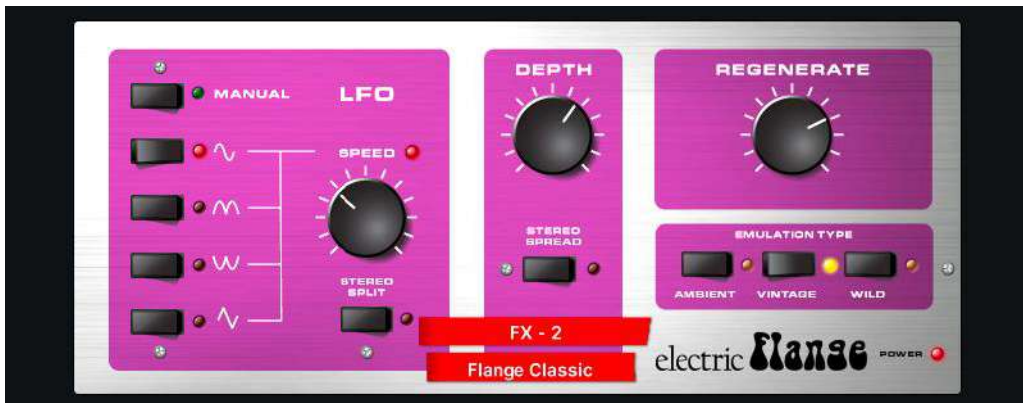 MANUAL
LFO
SPEED
STEREO
SPLIT
DEPTH
STEREO
SPREAD
REGENERATE
EMULATION TYPE
AMBIENT VINTAGE WILD
FX - 2
Flange Classic
electric flange POWER